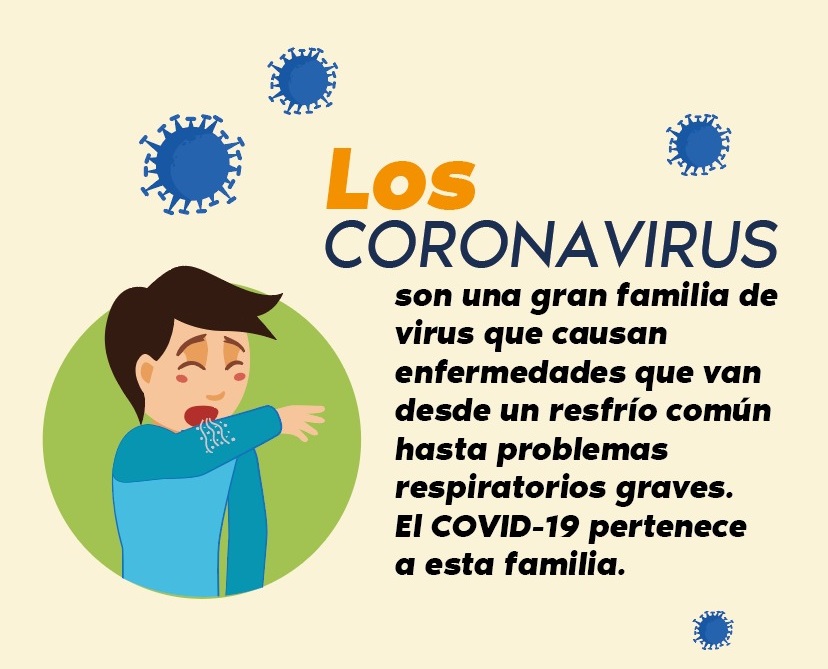 Los
CORONAVIRUS
son una gran familia de
virus que causan
enfermedades que van
desde un resfrío común
hasta problemas
respiratorios graves.
El COVID-19 pertenece
a esta familia.